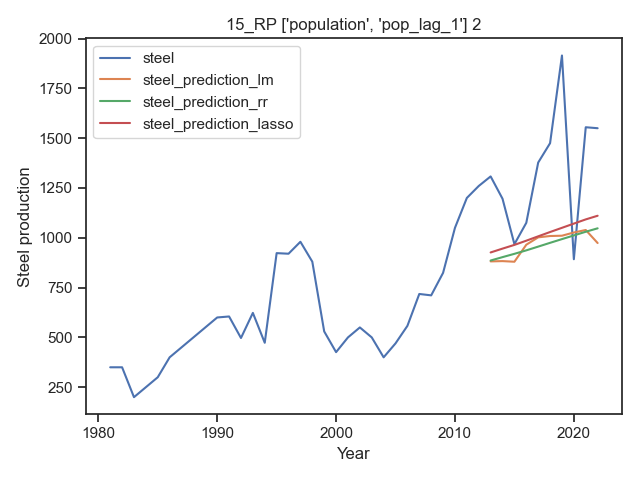 15_RP ['population', 'pop_lag_1'] 2
steel
steel_prediction_lm
steel_prediction_rr
steel_prediction_lasso
Steel production
2000
1750
1500
1250
1000
750
500
250
1980
1990
2000
2010
2020
Year